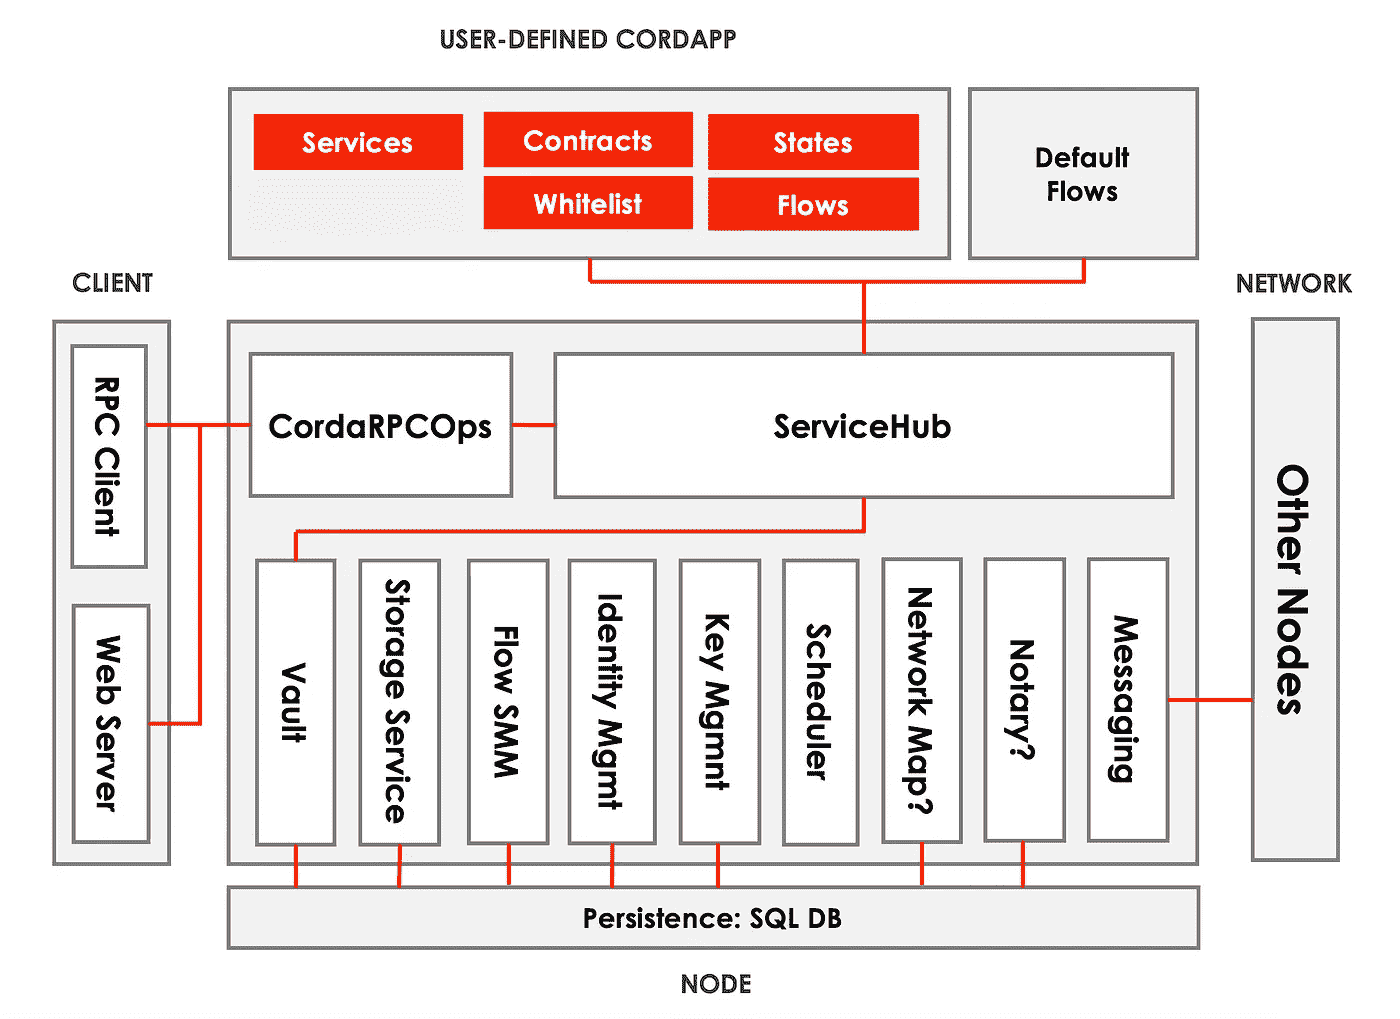 USER-DEFINED CORDAPP
Services
Contracts
States
Whitelist
Flows
Default
Flows
CLIENT
NETWORK
RPC Client
Web Server
CordaRPCOps
ServiceHub
Vault
Storage Service
Flow SMM
Identity Mgmt
Key Mgmnt
Scheduler
Network Map?
Notary?
Messaging
Other Nodes
Persistence: SQL DB
NODE